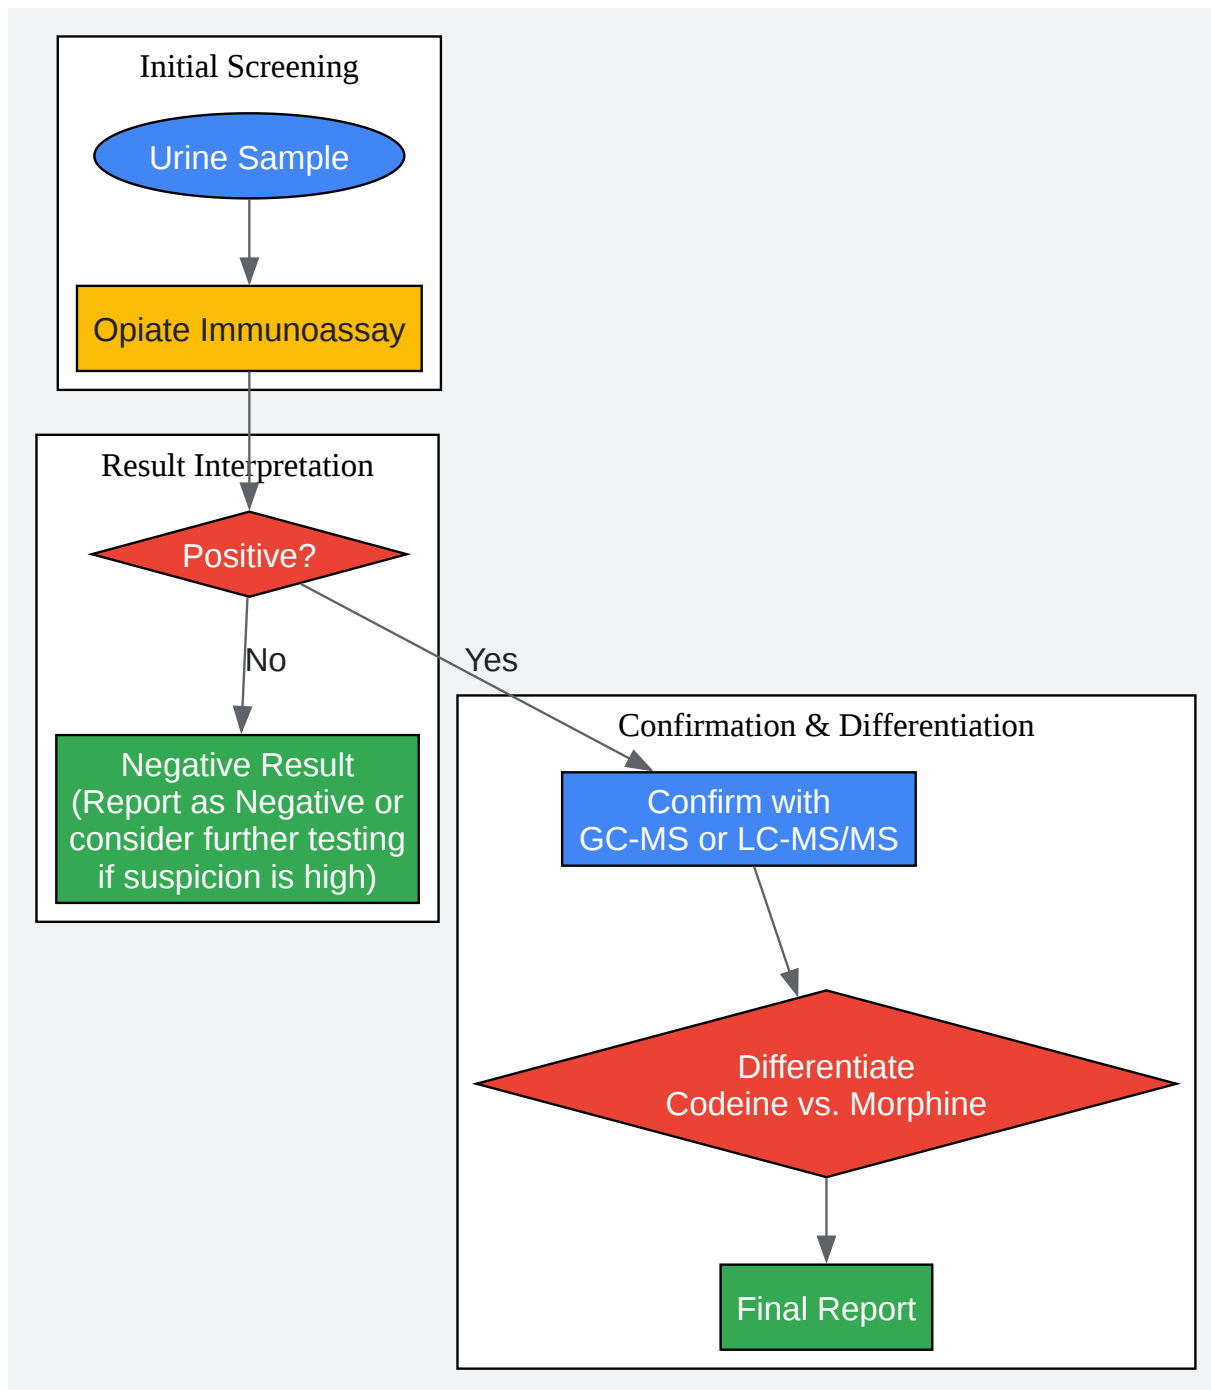 Initial Screening
Urine Sample
Opiate Immunoassay
Result Interpretation
Positive?
No
Yes
Negative Result
(Report as Negative or
consider further testing
if suspicion is high)
Confirmation & Differentiation
Confirm with
GC-MS or LC-MS/MS
Differentiate
Codeine vs. Morphine
Final Report